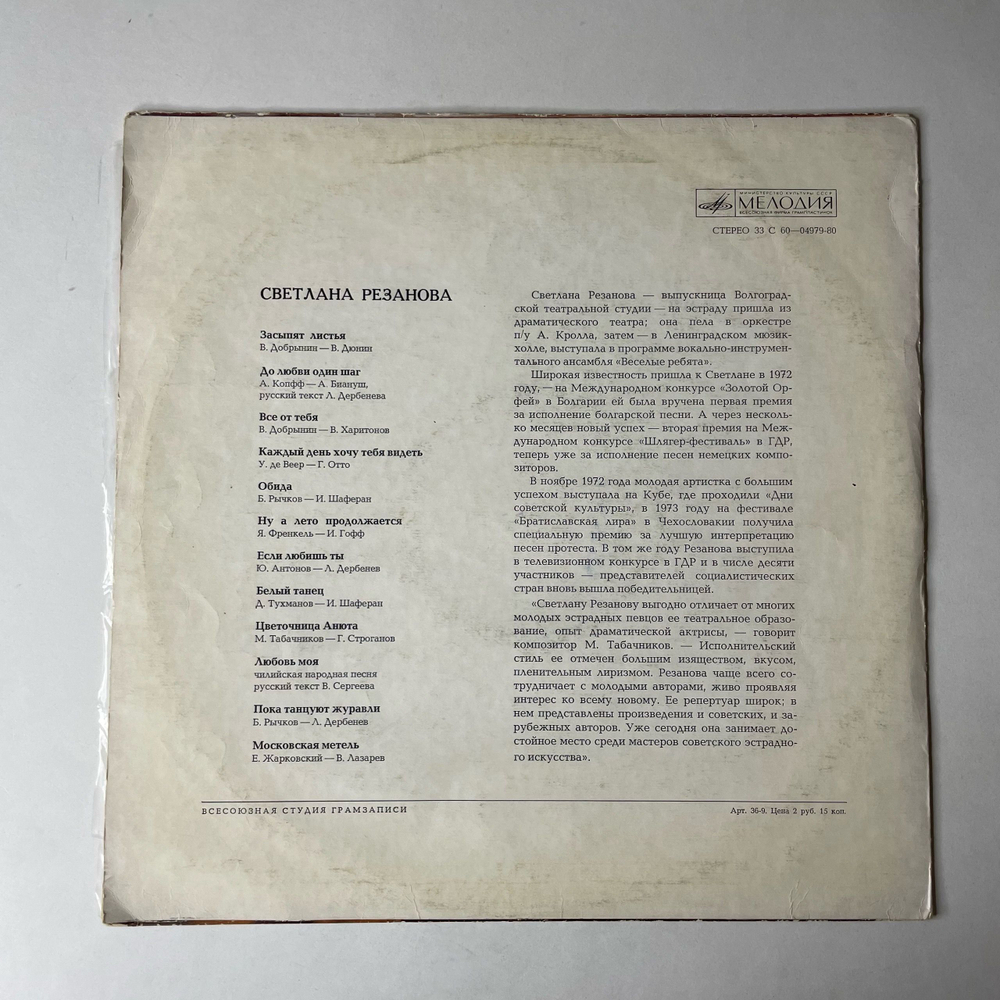 МИНИСТЕРСТВО КУЛЬТУРЫ СССР
МЕЛОДИЯ
ВСЕСОЮЗНАЯ ФИРМА ГРАМПЛАСТИНОК
СТЕРЕО 33 С 60—04979-80
СВЕТЛАНА РЕЗАНОВА
Засыпят листья
В. Добрынин — В. Дюнин
До любви один шаг
А. Копфф — А. Биануш,
русский текст Л. Дербенева
Все от тебя
В. Добрынин — В. Харитонов
Каждый день хочу тебя видеть
У. де Веер — Г. Отто
Обида
Б. Рычков — И. Шаферан
Ну а лето продолжается
Я. Френкель — И. Гофф
Если любишь ты
Ю. Антонов — Л. Дербенев
Белый танец
Д. Тухманов — И. Шаферан
Цветочница Анюта
М. Табачников — Г. Строганов
Любовь моя
чилийская народная песня
русский текст В. Сергеева
Пока танцуют журавли
Б. Рычков — Л. Дербенев
Московская метель
Е. Жарковский — В. Лазарев
Светлана Резанова — выпускница Волгоград-
ской театральной студии — на эстраду пришла из
драматического театра; она пела в оркестре
п/у А. Кролла, затем — в Ленинградском мюзик-
холле, выступала в программе вокально-инструмен-
тального ансамбля «Веселые ребята».
Широкая известность пришла к Светлане в 1972
году, — на Международном конкурсе «Золотой Ор-
фей» в Болгарии ей была вручена первая премия
за исполнение болгарской песни. А через несколь-
ко месяцев новый успех — вторая премия на Меж-
дународном конкурсе «Шлягер-фестиваль» в ГДР,
теперь уже за исполнение песен немецких компо-
зиторов.
В ноябре 1972 года молодая артистка с большим
успехом выступала на Кубе, где проходили «Дни
советской культуры», в 1973 году на фестивале
«Братиславская лира» в Чехословакии получила
специальную премию за лучшую интерпретацию
песен протеста. В том же году Резанова выступила
в телевизионном конкурсе в ГДР и в числе десяти
участников — представителей социалистических
стран вновь вышла победительницей.
«Светлану Резанову выгодно отличает от многих
молодых эстрадных певцов ее театральное образо-
вание, опыт драматической актрисы, — говорит
композитор М. Табачников. — Исполнительский
стиль ее отмечен большим изяществом, вкусом,
пленительным лиризмом. Резанова чаще всего со-
трудничает с молодыми авторами, живо проявляя
интерес ко всему новому. Ее репертуар широк; в
нем представлены произведения и советских, и за-
рубежных авторов. Уже сегодня она занимает до-
стойное место среди мастеров советского эстрадно-
го искусства».
ВСЕСОЮЗНАЯ СТУДИЯ ГРАМЗАПИСИ
Арт. 36-9. Цена 2 руб. 15 коп.